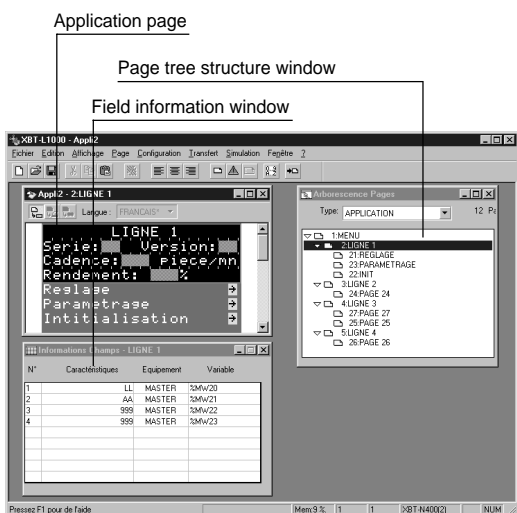 Application page
Page tree structure window
Field information window
XBT-L1000 - Appli2
Fichier Edition Affichage Page Configuration Transfert Simulation Fenêtre ?
Appli2 - 2:LIGNE 1
Langue: FRANCAIS*
LIGNE 1
Serie: Version:
Cadence: Piece/mn
Rendement: %
Reglage
Parametrage
Intitialisation
Arborescence Pages
Type: APPLICATION 12 Pa
1:MENU
2:LIGNE 1
21:REGLAGE
23:PARAMETRAGE
22:INIT
3:LIGNE 2
24:PAGE 24
4:LIGNE 3
27:PAGE 27
25:PAGE 25
5:LIGNE 4
26:PAGE 26
Informations Champs - LIGNE 1
N° Caractéristiques Equipement Variable
1 LL MASTER %MW20
2 AA MASTER %MW21
3 999 MASTER %MW22
4 999 MASTER %MW23
Pressez F1 pour de l'aide Mem:9 % 1 1 XBT-N400(2) NUM